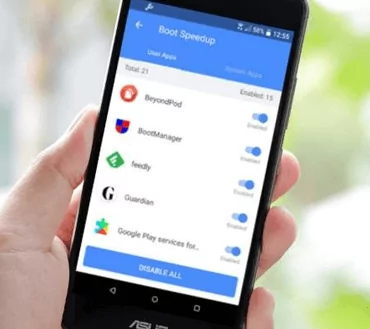 58% 12:55
Boot Speedup
User Apps System Apps
Total: 21 Enabled: 15
BeyondPod
Enabled
BootManager
Enabled
feedly
Enabled
G Guardian
Enabled
Google Play services for..
Enabled
DISABLE ALL
ASUS